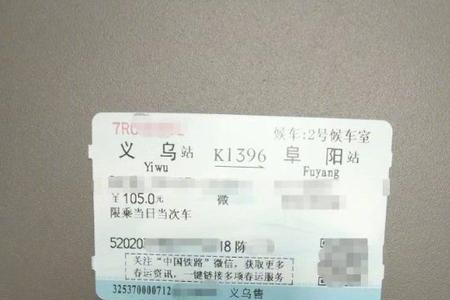 7R
候车:2号候车室
义乌站 K1396 阜阳站
Yiwu Fuyang
￥105.0元 微
限乘当日当次车
52020 18陈
关注“中国铁路”微信，获取更多
春运资讯，一键链接多项春运服务
325370000712 义乌售